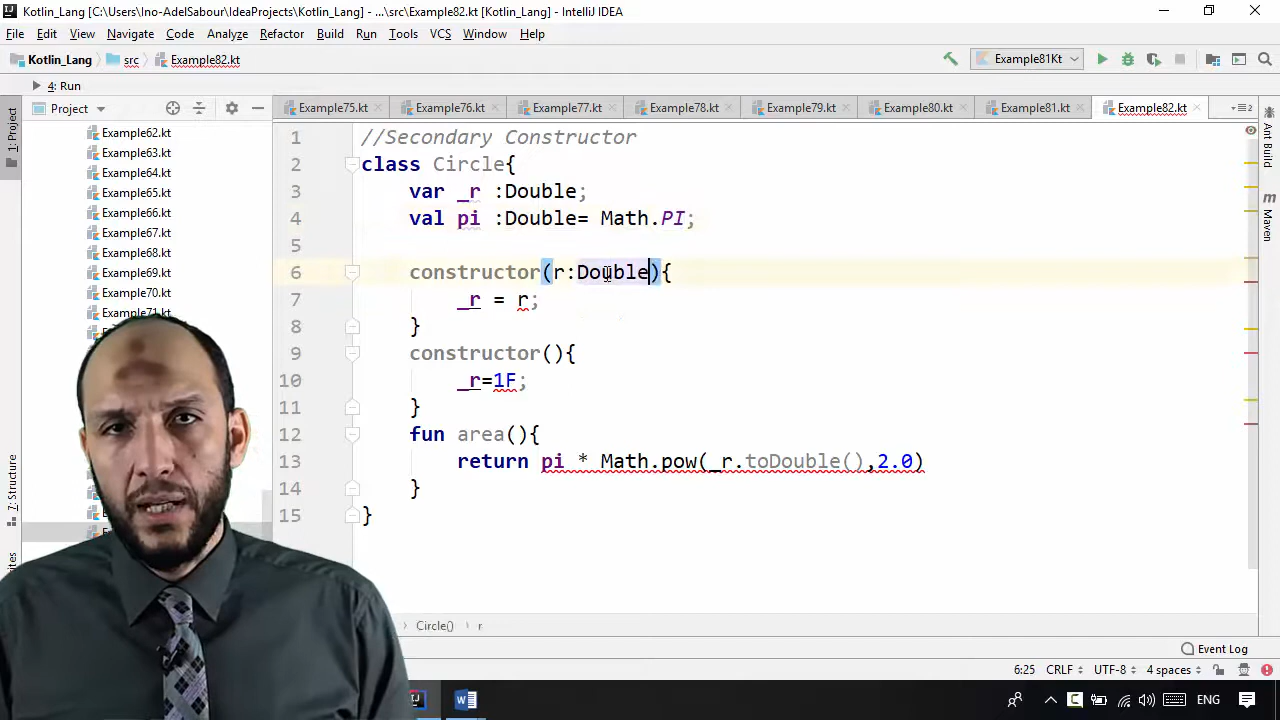 Kotlin_Lang [C:\Users\Ino-AdelSabour\IdeaProjects\Kotlin_Lang] - ...\src\Example82.kt [Kotlin_Lang] - IntelliJ IDEA
File Edit View Navigate Code Analyze Refactor Build Run Tools VCS Window Help
Kotlin_Lang src Example82.kt Example81Kt
4: Run
Project Example75.kt Example76.kt Example77.kt Example78.kt Example79.kt Example80.kt Example81.kt Example82.kt
1: Project
Example62.kt
Example63.kt
Example64.kt
Example65.kt
Example66.kt
Example67.kt
Example68.kt
Example69.kt
Example70.kt
Example71.kt
7: Structure
1 //Secondary Constructor
2 class Circle{
3 var _r :Double;
4 val pi :Double= Math.PI;
5
6 constructor(r:Double){
7 _r = r;
8 }
9 constructor(){
10 _r=1F;
11 }
12 fun area(){
13 return pi * Math.pow(_r.toDouble(),2.0)
14 }
15 }
Ant Build
m Maven
Circle() r
Event Log
6:25 CRLF UTF-8 4 spaces
W ENG